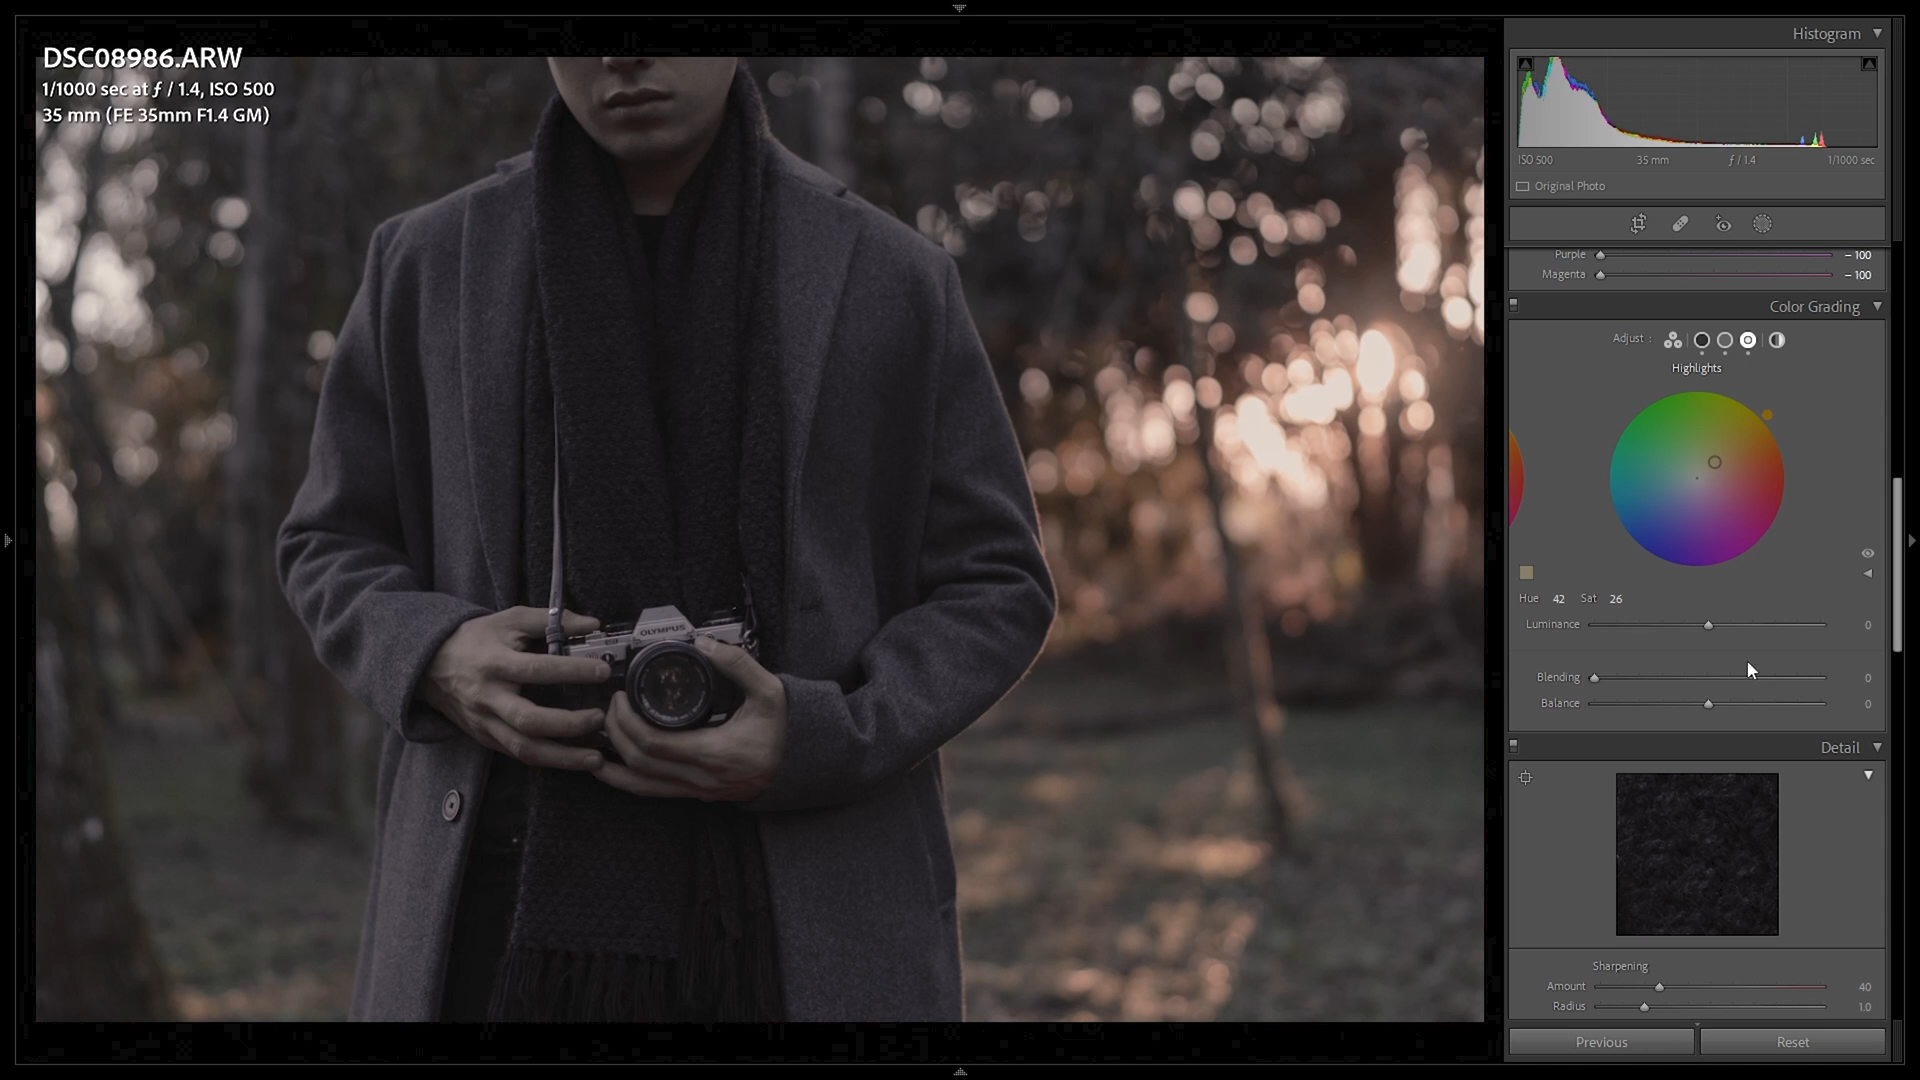 DSC08986.ARW
1/1000 sec at ƒ / 1.4, ISO 500
35 mm (FE 35mm F1.4 GM)
OLYMPUS
Histogram
ISO 500 35 mm ƒ / 1.4 1/1000 sec
Original Photo
Purple – 100
Magenta – 100
Color Grading
Adjust :
Highlights
Hue 42 Sat 26
Luminance 0
Blending 0
Balance 0
Detail
Sharpening
Amount 40
Radius 1.0
Previous Reset